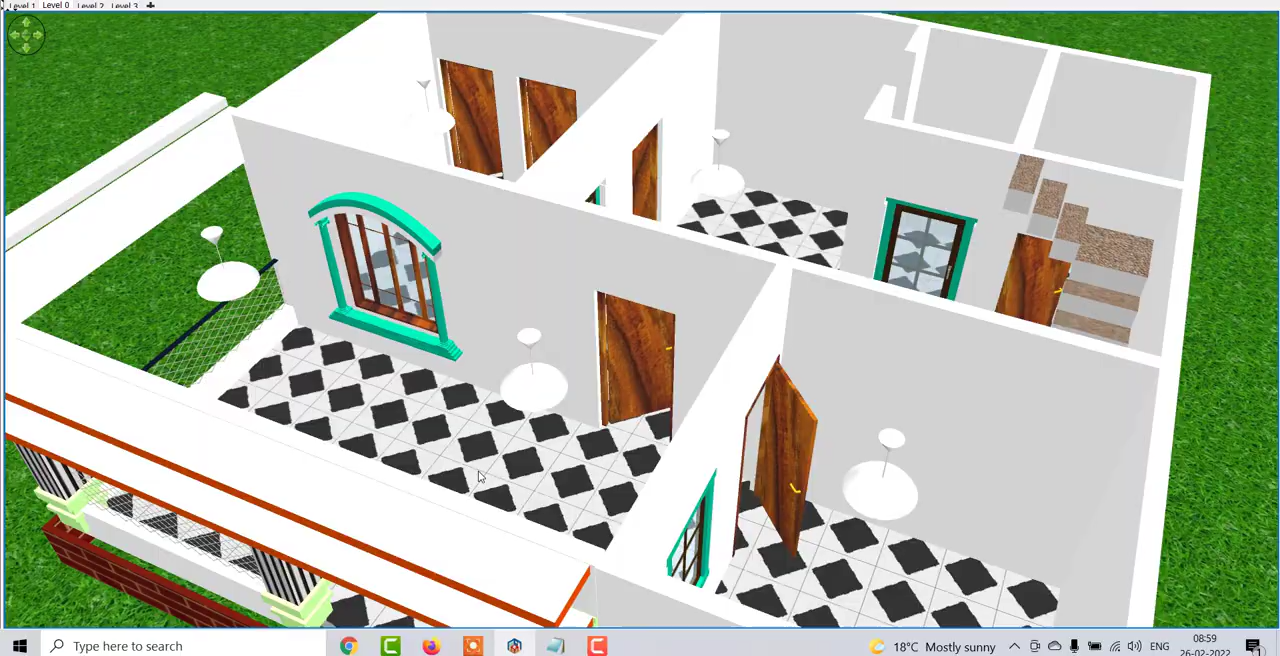 Level 1 Level 0 Level 2 Level 3
Type here to search
18°C Mostly sunny
ENG
08:59
26-02-2022
1